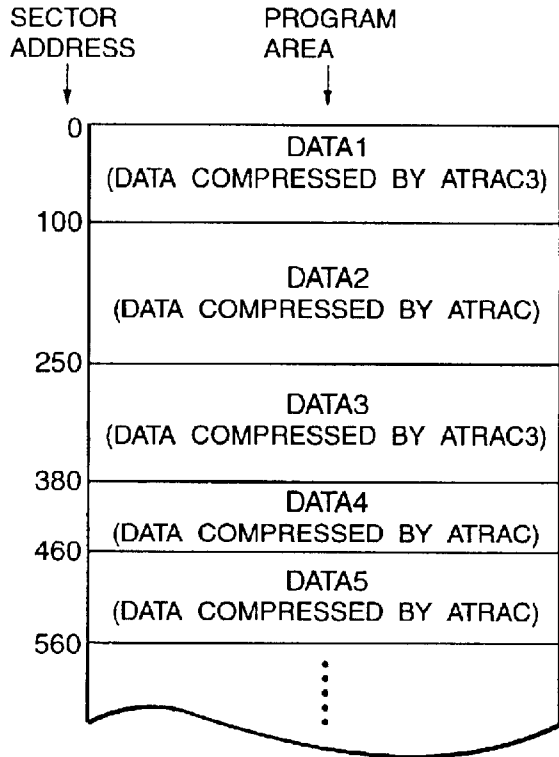 SECTOR ADDRESS
PROGRAM AREA
0
DATA1
(DATA COMPRESSED BY ATRAC3)
100
DATA2
(DATA COMPRESSED BY ATRAC)
250
DATA3
(DATA COMPRESSED BY ATRAC3)
380
DATA4
(DATA COMPRESSED BY ATRAC)
460
DATA5
(DATA COMPRESSED BY ATRAC)
560